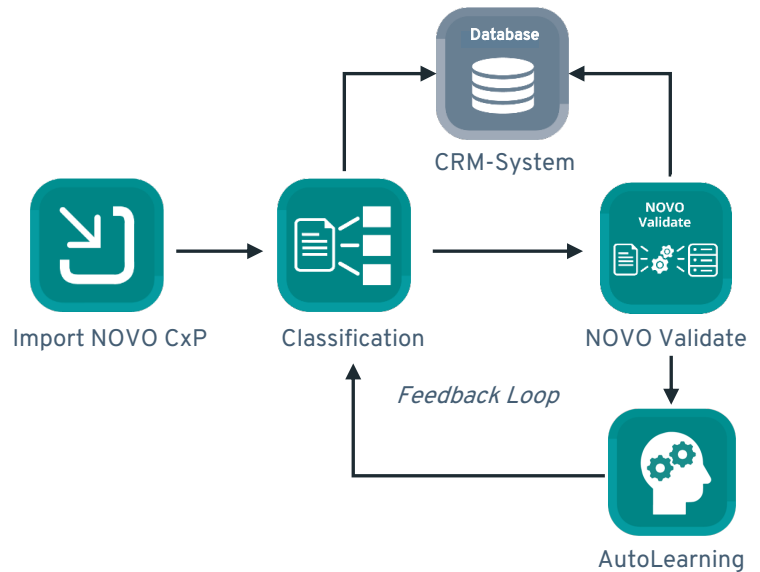 Database
CRM-System
NOVO
Validate
Import NOVO CxP
Classification
NOVO Validate
Feedback Loop
AutoLearning